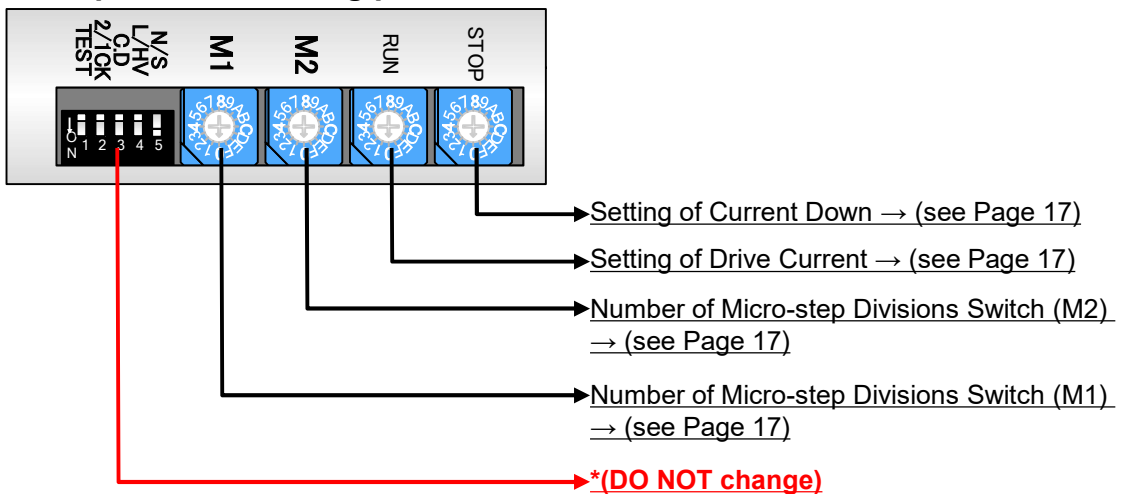 TEST
2/1CK
C.D
L/HV
N/S
M1
M2
RUN
STOP
ON
1 2 3 4 5
Setting of Current Down → (see Page 17)
Setting of Drive Current → (see Page 17)
Number of Micro-step Divisions Switch (M2)
→ (see Page 17)
Number of Micro-step Divisions Switch (M1)
→ (see Page 17)
*(DO NOT change)